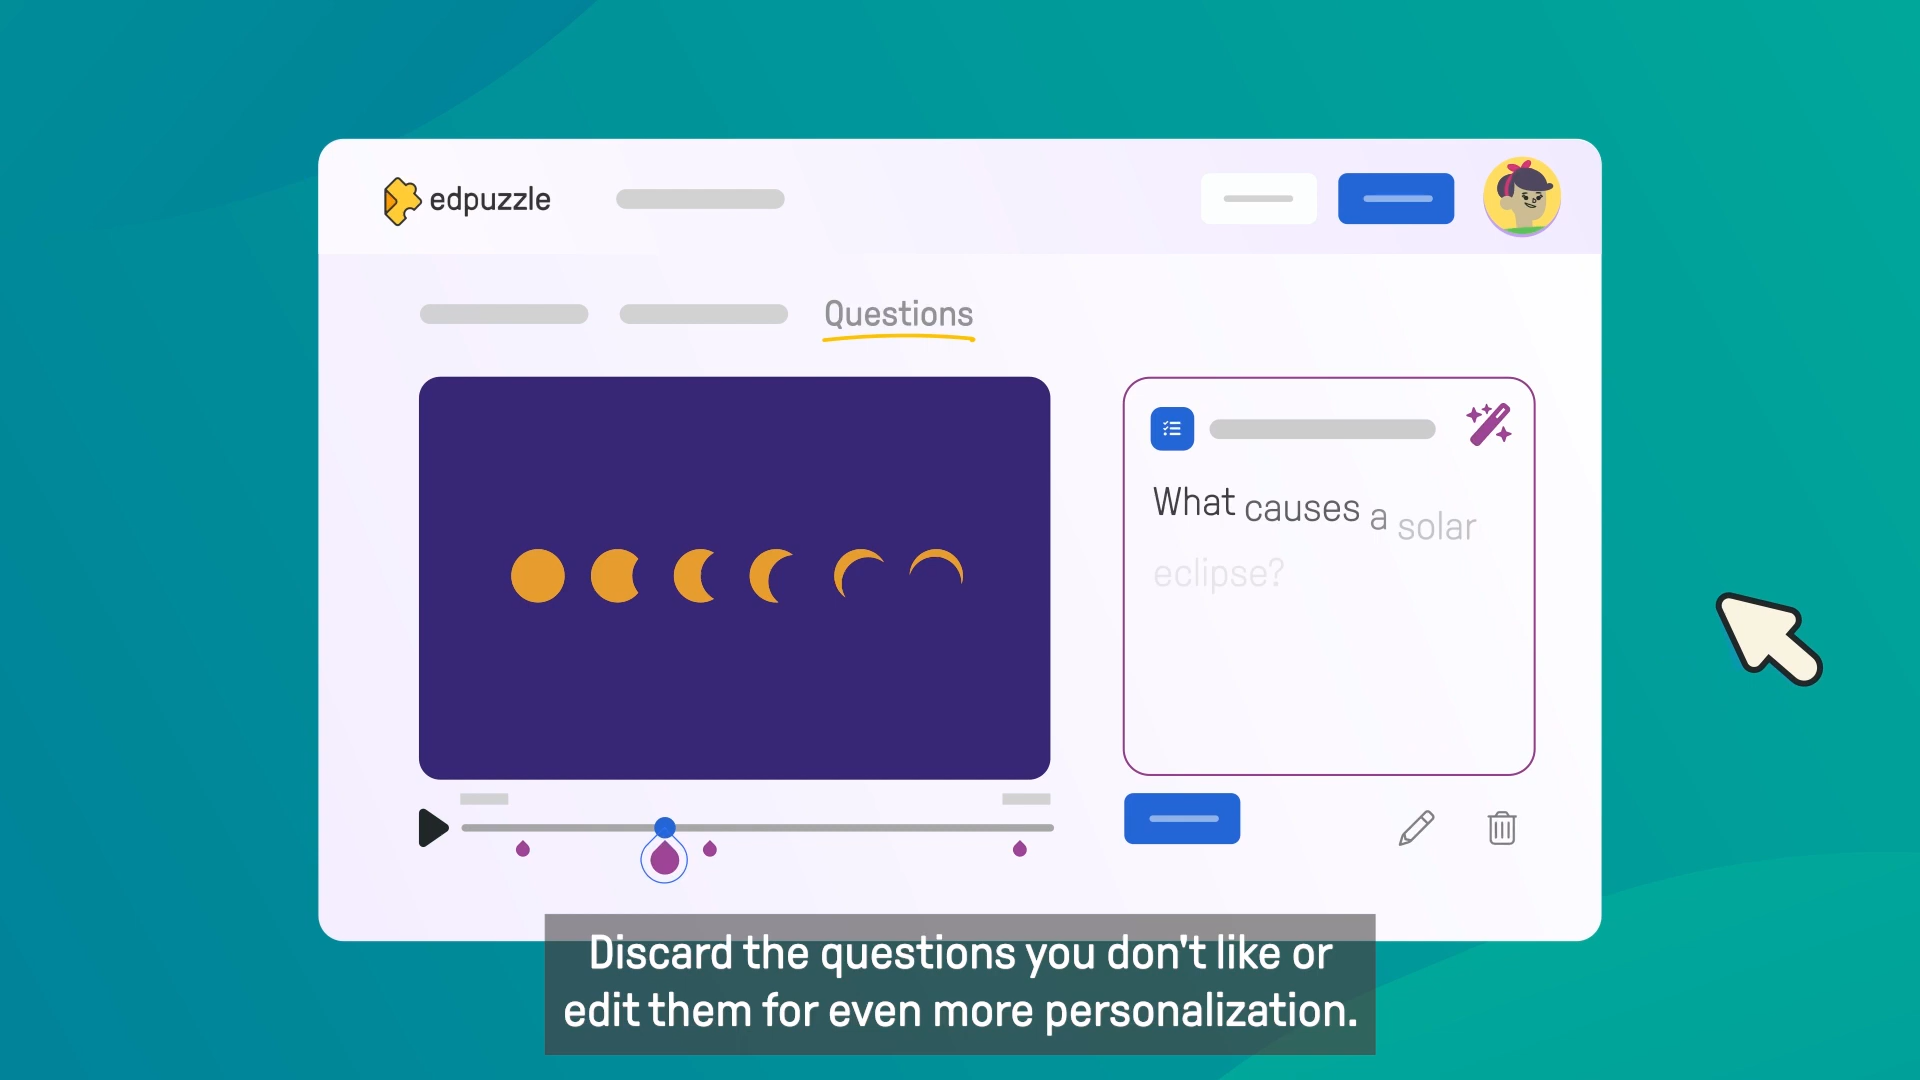 edpuzzle
Questions
What causes a solar
eclipse?
Discard the questions you don't like or
edit them for even more personalization.